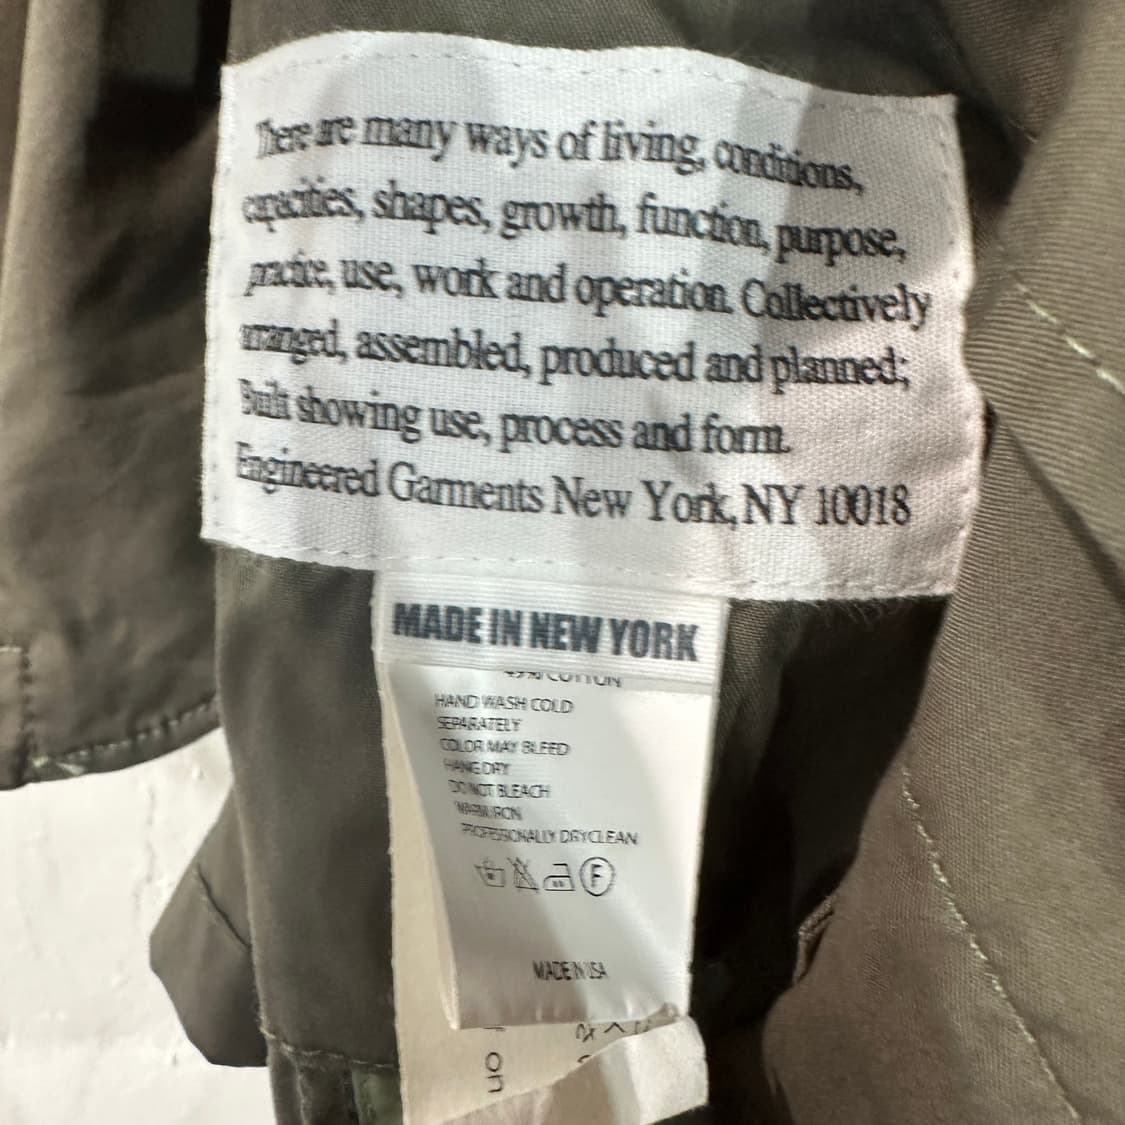 There are many ways of living, conditions,
capacities, shapes, growth, function, purpose,
practice, use, work and operation. Collectively
arranged, assembled, produced and planned;
Built showing use, process and form.
Engineered Garments New York, NY 10018
MADE IN NEW YORK
COTTON
HAND WASH COLD
SEPARATELY
COLOR MAY BLEED
HANG DRY
DO NOT BLEACH
WARM IRON
PROFESSIONALLY DRYCLEAN
F
MADE IN USA